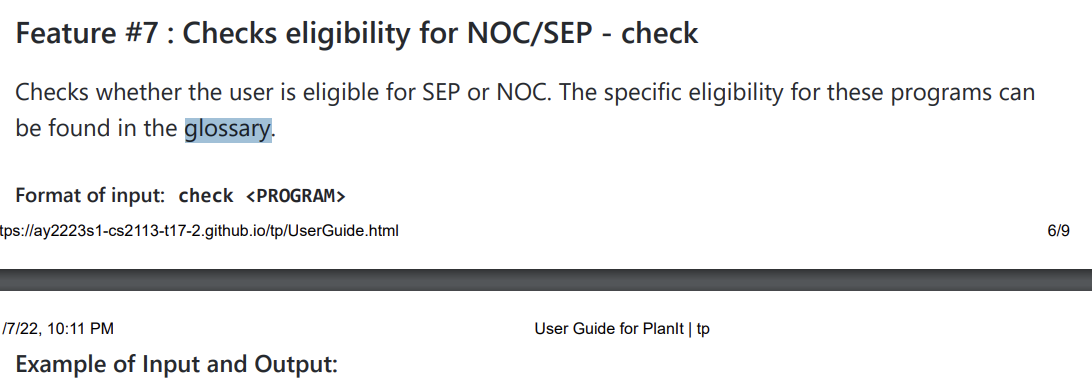 Feature #7 : Checks eligibility for NOC/SEP - check
Checks whether the user is eligible for SEP or NOC. The specific eligibility for these programs can
be found in the glossary.
Format of input: check <PROGRAM>
tps://ay2223s1-cs2113-t17-2.github.io/tp/UserGuide.html 6/9
/7/22, 10:11 PM User Guide for PlanIt | tp
Example of Input and Output: